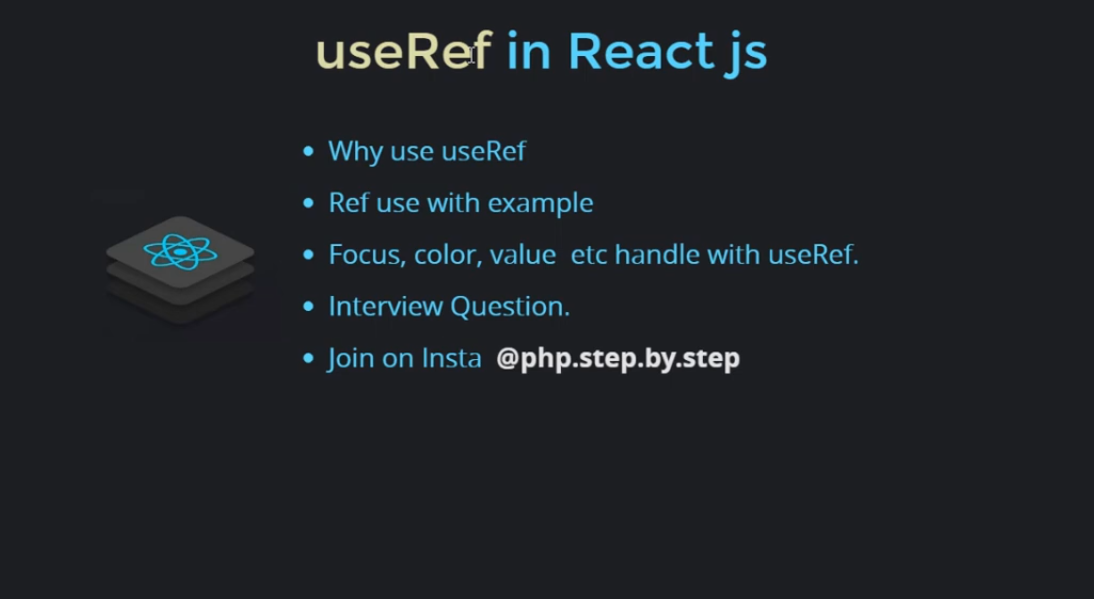 useRef in React js
• Why use useRef
• Ref use with example
• Focus, color, value etc handle with useRef.
• Interview Question.
• Join on Insta @php.step.by.step